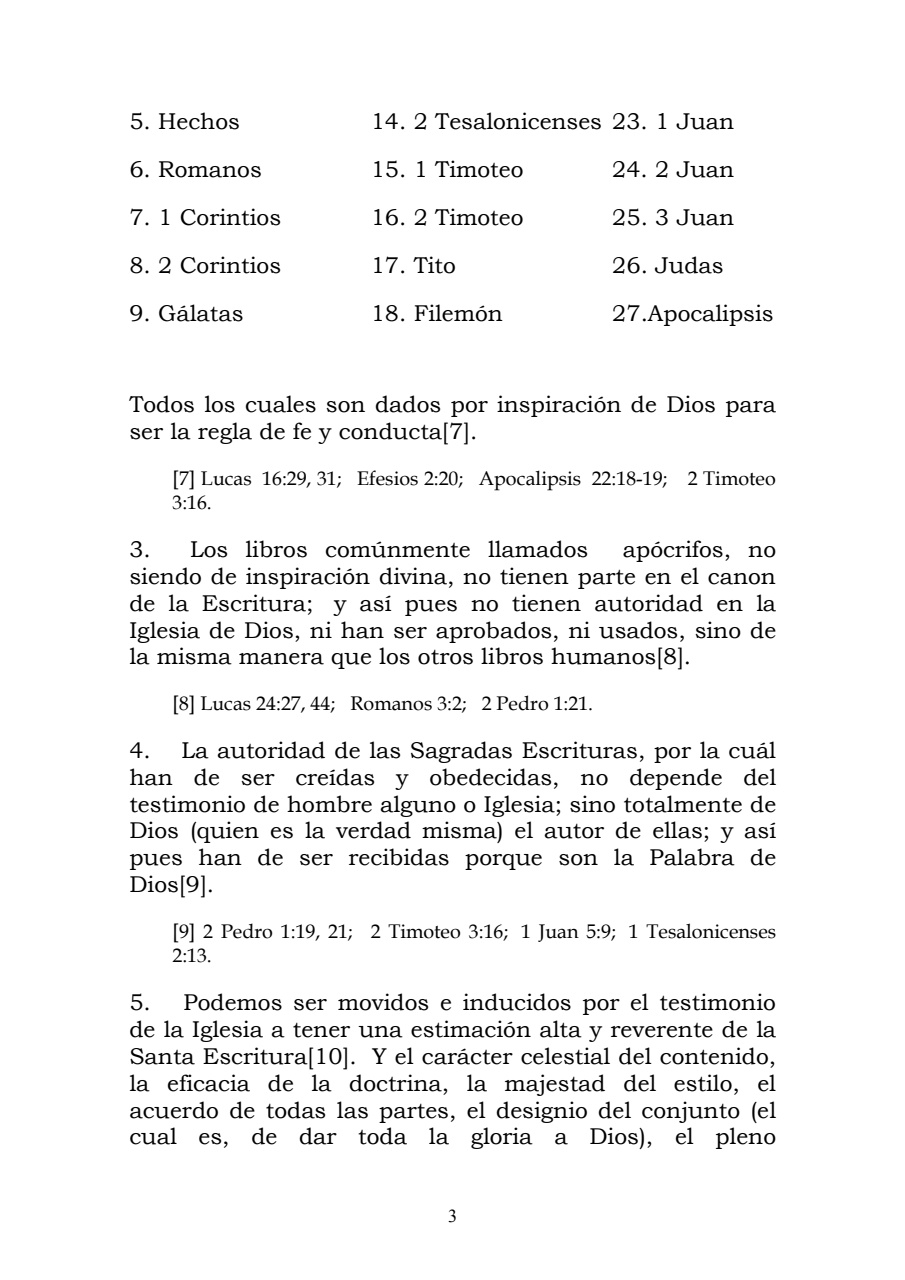 5. Hechos 14. 2 Tesalonicenses 23. 1 Juan
6. Romanos 15. 1 Timoteo 24. 2 Juan
7. 1 Corintios 16. 2 Timoteo 25. 3 Juan
8. 2 Corintios 17. Tito 26. Judas
9. Gálatas 18. Filemón 27.Apocalipsis
Todos los cuales son dados por inspiración de Dios para
ser la regla de fe y conducta[7].
[7] Lucas 16:29, 31; Efesios 2:20; Apocalipsis 22:18-19; 2 Timoteo
3:16.
3. Los libros comúnmente llamados apócrifos, no
siendo de inspiración divina, no tienen parte en el canon
de la Escritura; y así pues no tienen autoridad en la
Iglesia de Dios, ni han ser aprobados, ni usados, sino de
la misma manera que los otros libros humanos[8].
[8] Lucas 24:27, 44; Romanos 3:2; 2 Pedro 1:21.
4. La autoridad de las Sagradas Escrituras, por la cuál
han de ser creídas y obedecidas, no depende del
testimonio de hombre alguno o Iglesia; sino totalmente de
Dios (quien es la verdad misma) el autor de ellas; y así
pues han de ser recibidas porque son la Palabra de
Dios[9].
[9] 2 Pedro 1:19, 21; 2 Timoteo 3:16; 1 Juan 5:9; 1 Tesalonicenses
2:13.
5. Podemos ser movidos e inducidos por el testimonio
de la Iglesia a tener una estimación alta y reverente de la
Santa Escritura[10]. Y el carácter celestial del contenido,
la eficacia de la doctrina, la majestad del estilo, el
acuerdo de todas las partes, el designio del conjunto (el
cual es, de dar toda la gloria a Dios), el pleno
3